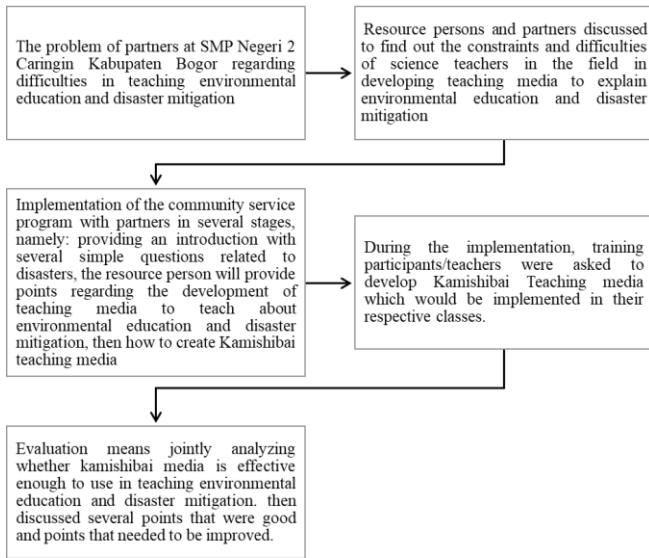 The problem of partners at SMP Negeri 2
Caringin Kabupaten Bogor regarding
difficulties in teaching environmental
education and disaster mitigation
Resource persons and partners discussed
to find out the constraints and difficulties
of science teachers in the field in
developing teaching media to explain
environmental education and disaster
mitigation
Implementation of the community service
program with partners in several stages,
namely: providing an introduction with
several simple questions related to
disasters, the resource person will provide
points regarding the development of
teaching media to teach about
environmental education and disaster
mitigation, then how to create Kamishibai
teaching media
During the implementation, training
participants/teachers were asked to
develop Kamishibai Teaching media
which would be implemented in their
respective classes.
Evaluation means jointly analyzing
whether kamishibai media is effective
enough to use in teaching environmental
education and disaster mitigation. then
discussed several points that were good
and points that needed to be improved.